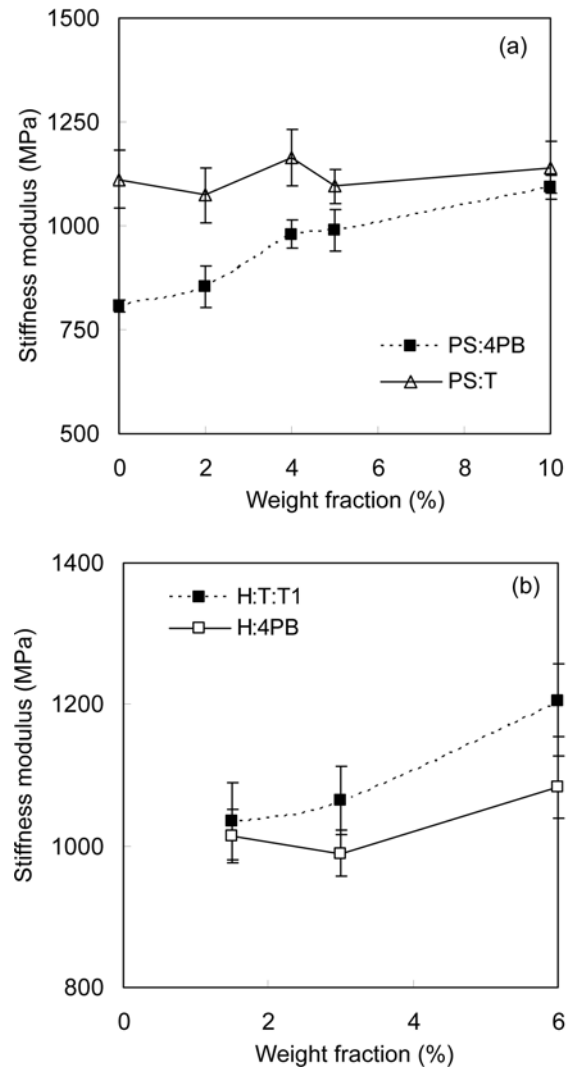 (a)
Stiffness modulus (MPa)
1500
1250
1000
750
500
PS:4PB
PS:T
0 2 4 6 8 10
Weight fraction (%)
(b)
Stiffness modulus (MPa)
1400
1200
1000
800
H:T:T1
H:4PB
0 2 4 6
Weight fraction (%)